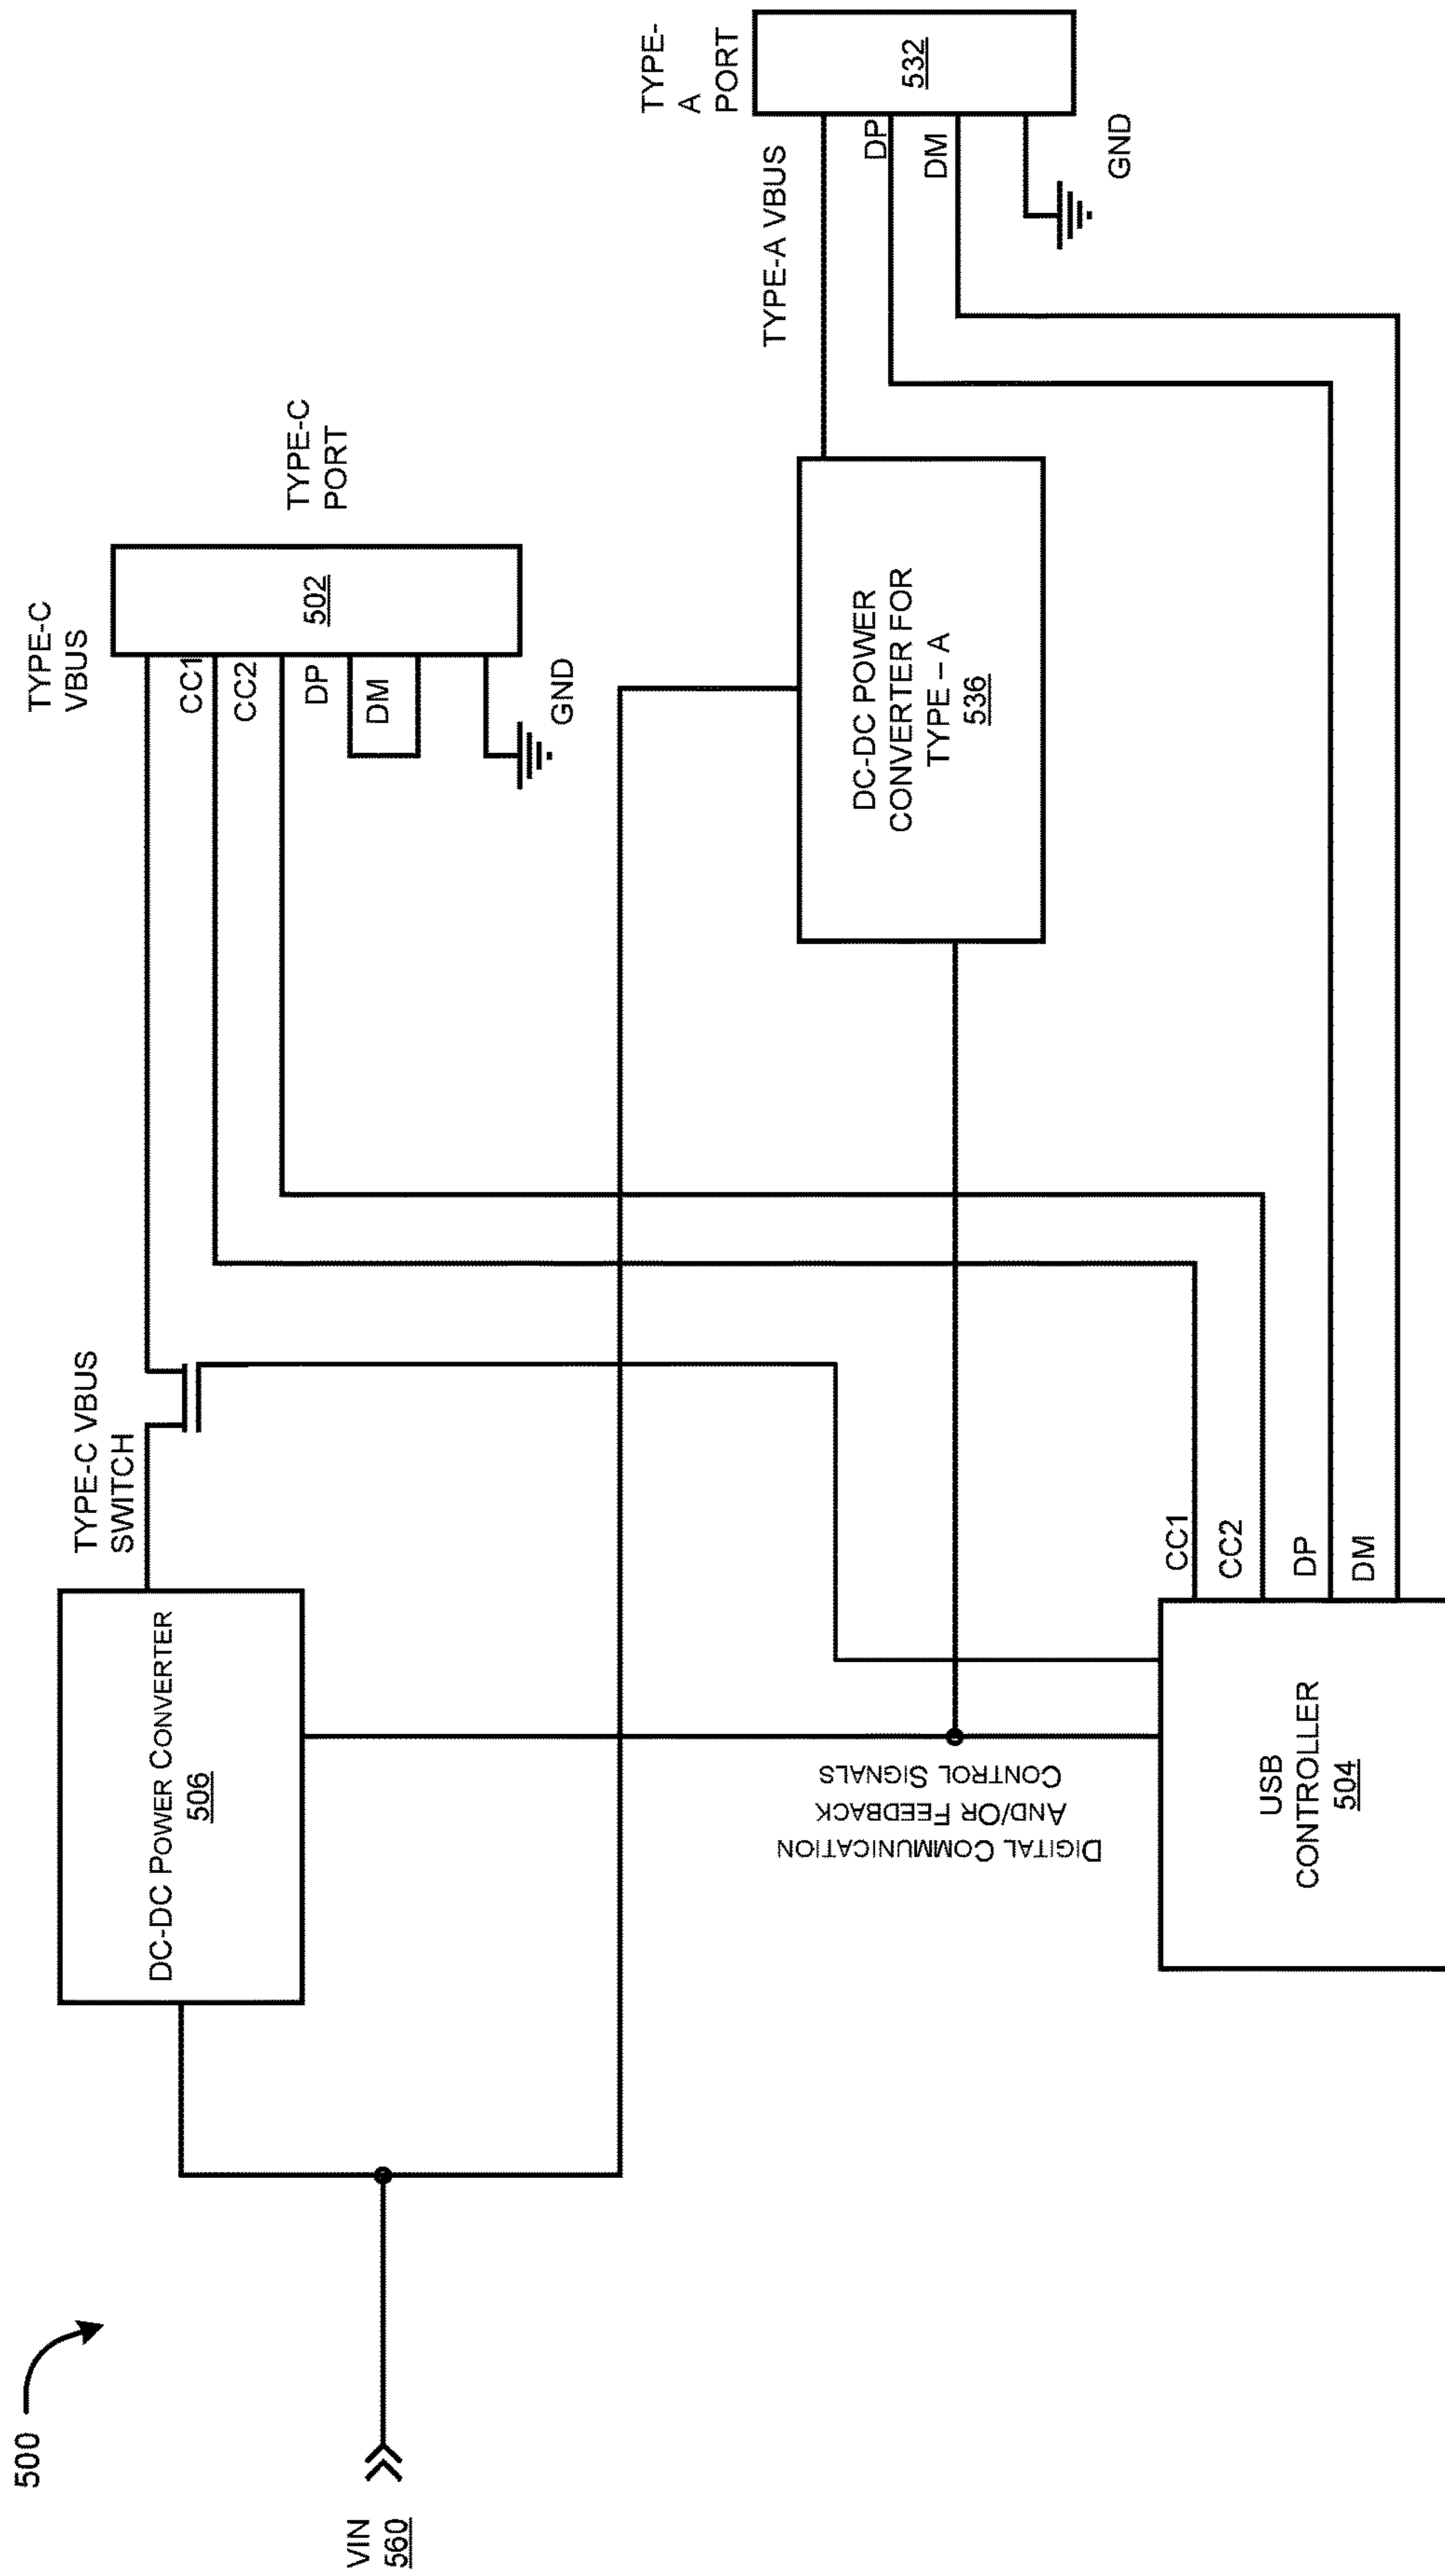 500
VIN
560
DC-DC POWER CONVERTER
506
TYPE-C VBUS
SWITCH
TYPE-C
VBUS
CC1
CC2
DP
DM
GND
502
TYPE-C
PORT
DIGITAL COMMUNICATION
AND/OR FEEDBACK
CONTROL SIGNALS
DC-DC POWER
CONVERTER FOR
TYPE – A
536
TYPE-A VBUS
DP
DM
GND
TYPE-
A
PORT
532
USB
CONTROLLER
504
CC1
CC2
DP
DM